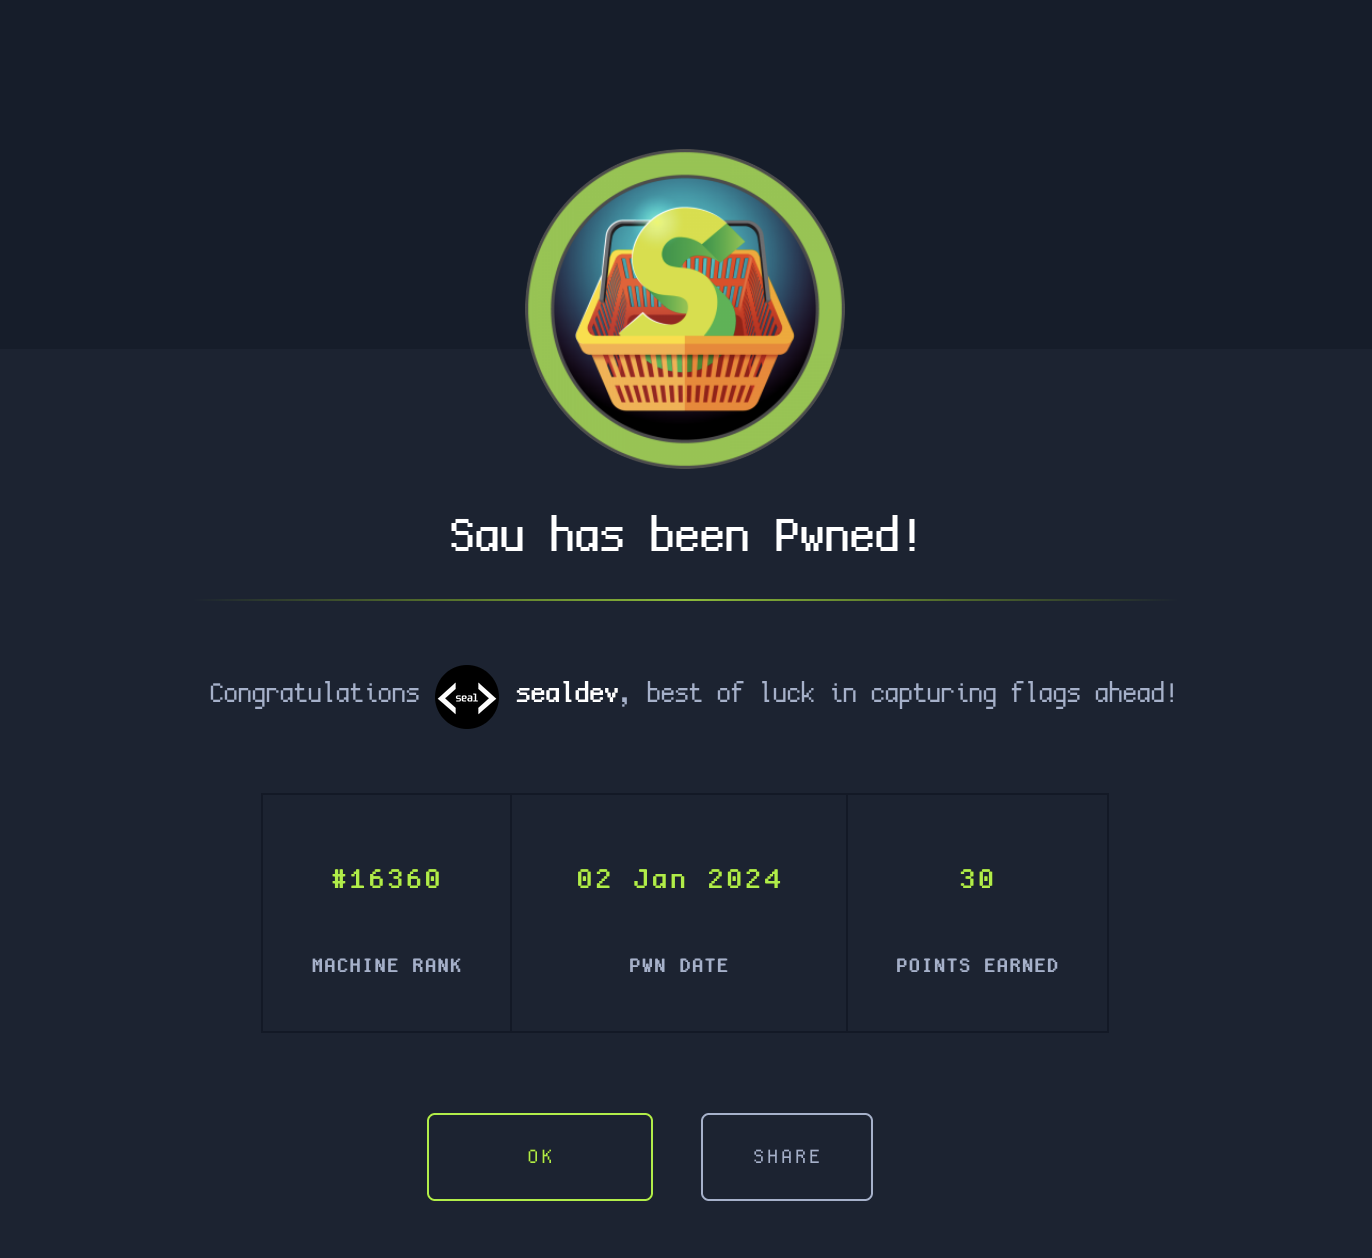 S
Sau has been Pwned!
Congratulations <seal> sealdev, best of luck in capturing flags ahead!
#16360 02 Jan 2024 30
MACHINE RANK PWN DATE POINTS EARNED
OK SHARE